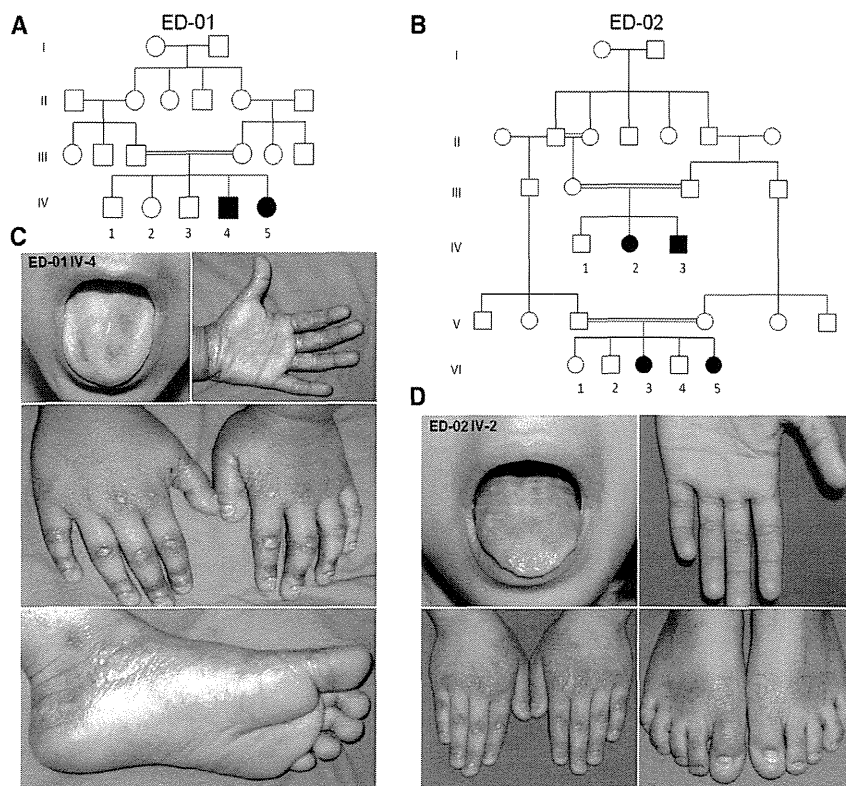 A
ED-01
I
II
III
IV
1 2 3 4 5
B
ED-02
I
II
III
IV
1 2 3
V
VI
1 2 3 4 5
C
ED-01 IV-4
D
ED-02 IV-2